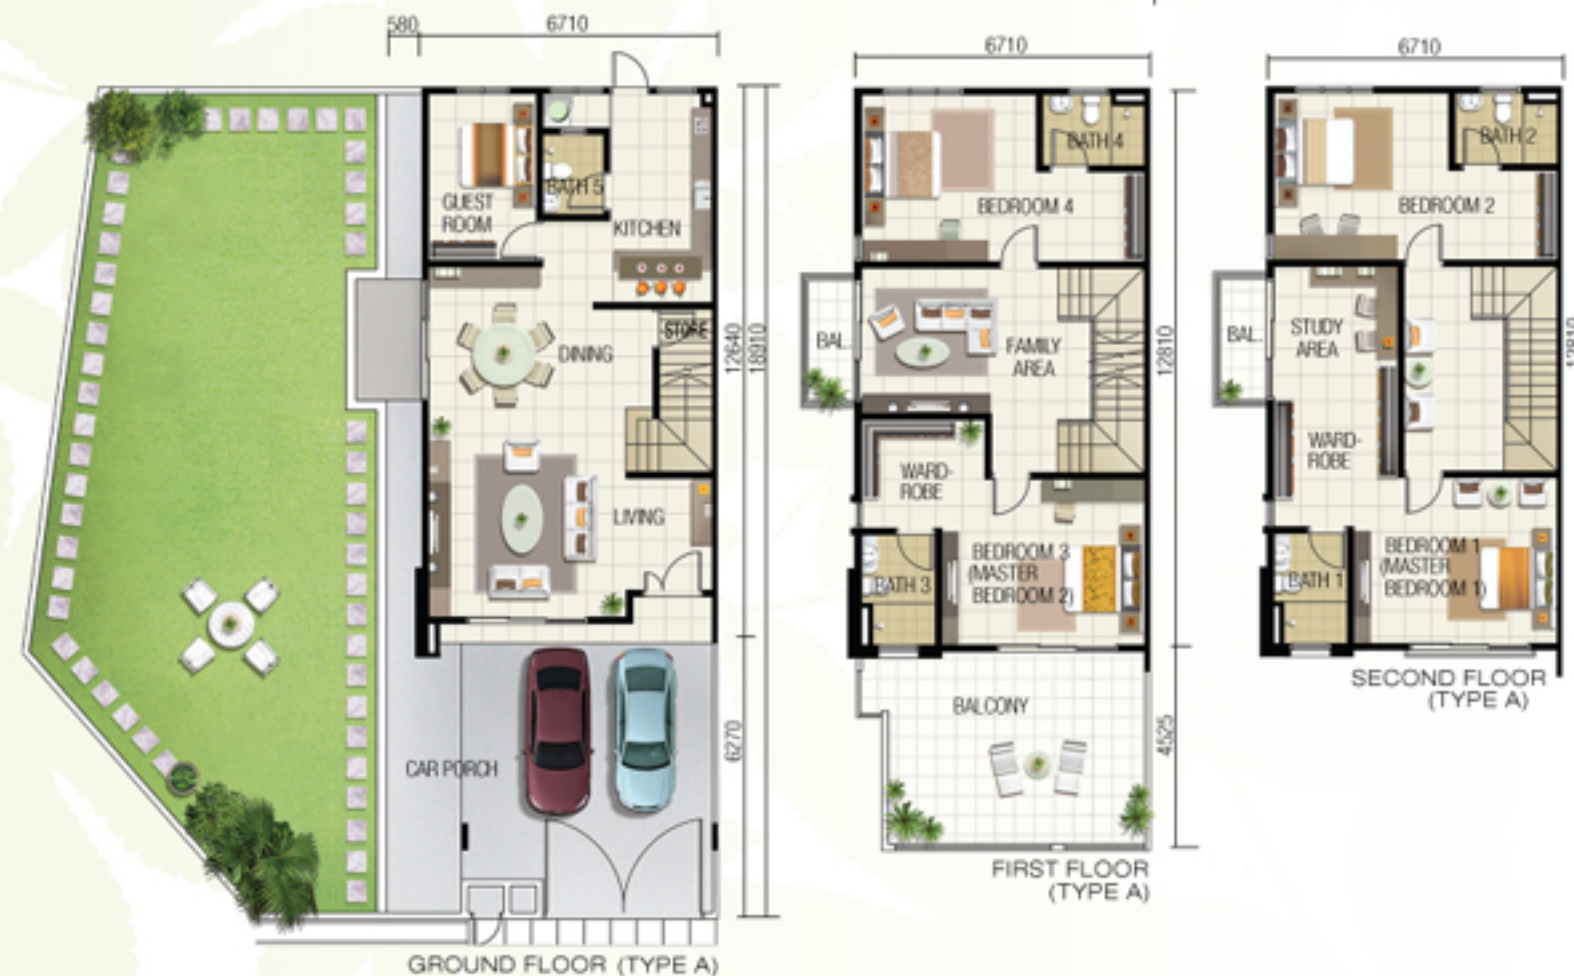 580
6710
GUEST
ROOM
BATH 5
KITCHEN
STORE
DINING
LIVING
CAR PORCH
12640
18910
6270
GROUND FLOOR (TYPE A)
6710
BATH 4
BEDROOM 4
BAL.
FAMILY
AREA
WARD-
ROBE
BATH 3
BEDROOM 3
(MASTER
BEDROOM 2)
BALCONY
12810
4525
FIRST FLOOR
(TYPE A)
6710
BATH 2
BEDROOM 2
BAL.
STUDY
AREA
WARD-
ROBE
BATH 1
BEDROOM 1
(MASTER
BEDROOM 1)
12810
SECOND FLOOR
(TYPE A)